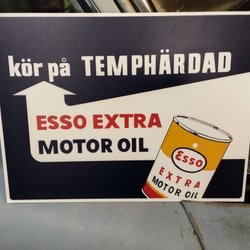 kör på TEMPHÄRDAD
ESSO EXTRA
MOTOR OIL
Esso
EXTRA
MOTOR OIL